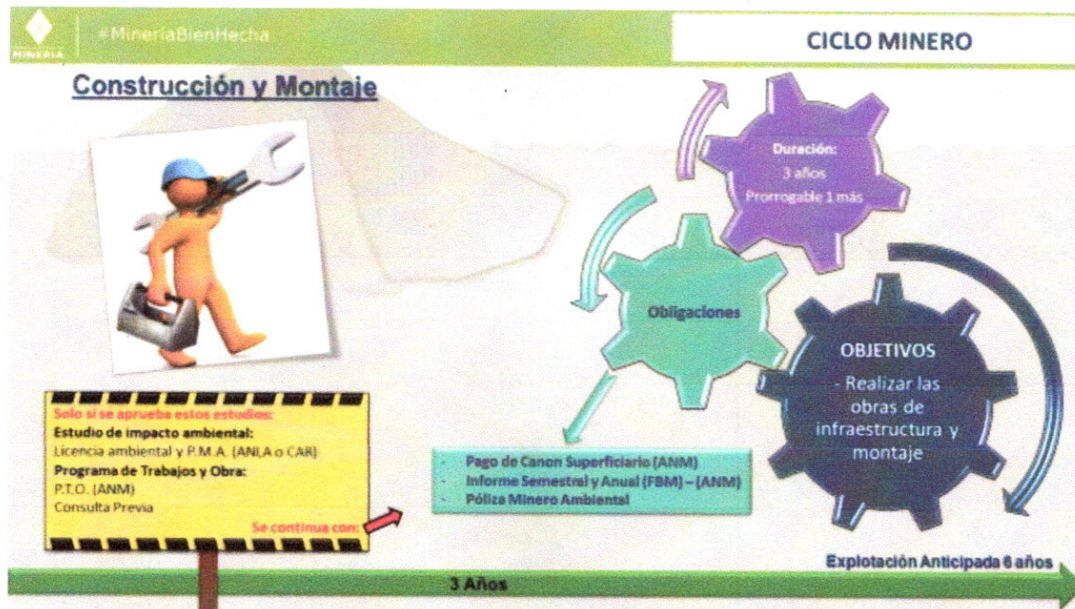 MINERIA
#MineríaBienHecha
CICLO MINERO
Construcción y Montaje
Duración:
3 años
Prorrogable 1 más
Obligaciones
OBJETIVOS
- Realizar las
obras de
infraestructura y
montaje
Solo si se aprueba estos estudios:
Estudio de impacto ambiental:
Licencia ambiental y P.M.A. (ANLA o CAR)
Programa de Trabajos y Obra:
P.T.O. (ANM)
Consulta Previa
Se continua con:
- Pago de Canon Superficiario (ANM)
- Informe Semestral y Anual (FBM) – (ANM)
- Póliza Minero Ambiental
Explotación Anticipada 6 años
3 Años